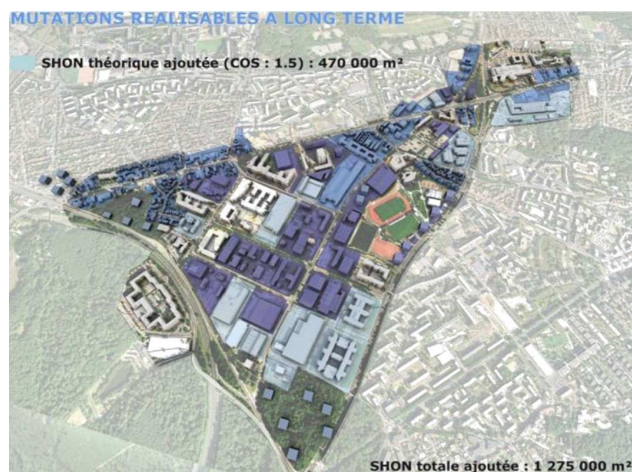 MUTATIONS REALISABLES A LONG TERME
SHON théorique ajoutée (COS : 1.5) : 470 000 m²
SHON totale ajoutée : 1 275 000 m²